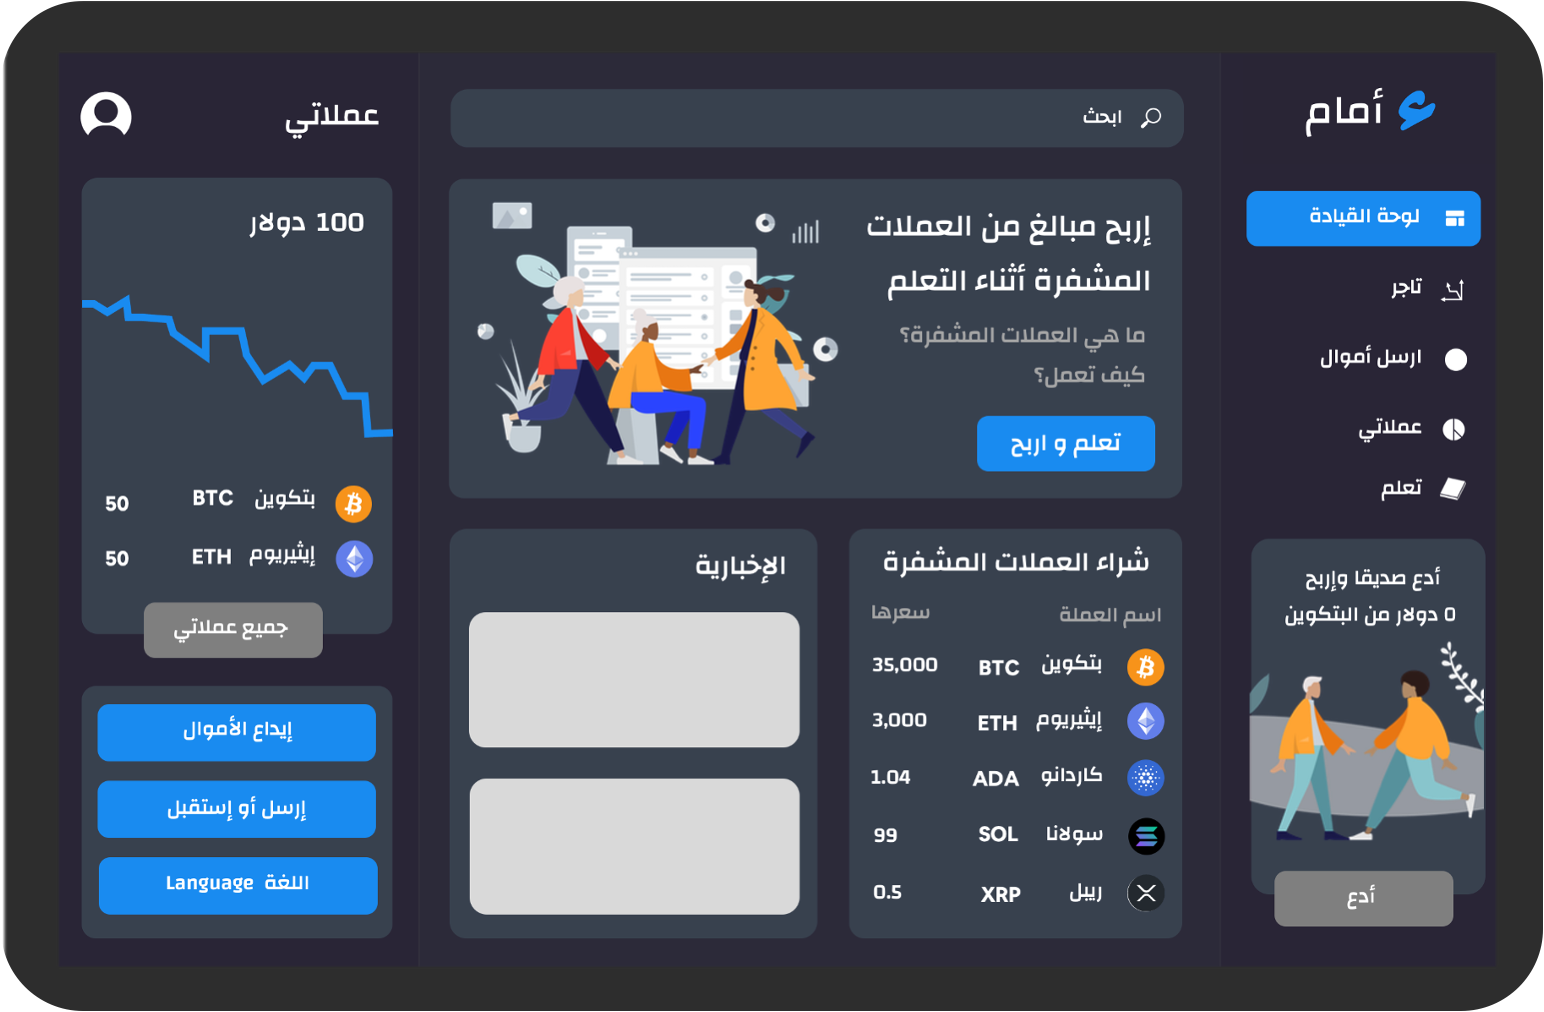 أمام
لوحة القيادة
تاجر
ارسل أموال
عملاتي
تعلم
أدع صديقا وإربح
0 دولار من البتكوين
أدع
ابحث
إربح مبالغ من العملات
المشفرة أثناء التعلم
ما هي العملات المشفرة؟
كيف تعمل؟
تعلم و اربح
شراء العملات المشفرة
اسم العملة سعرها
بتكوين BTC 35,000
إيثيريوم ETH 3,000
كاردانو ADA 1.04
سولانا SOL 99
ريبل XRP 0.5
الإخبارية
عملاتي
100 دولار
بتكوين BTC 50
إيثيريوم ETH 50
جميع عملاتي
إيداع الأموال
إرسل أو إستقبل
اللغة Language